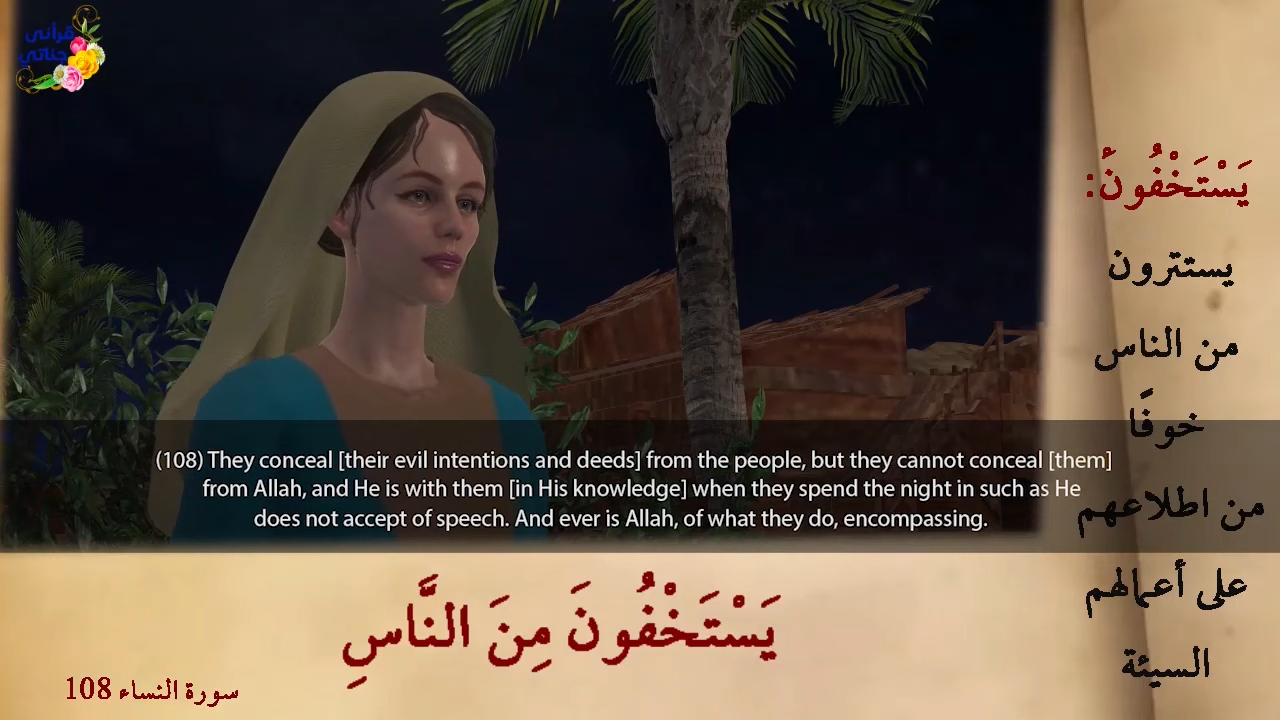 قرآني
جناتي
يَسْتَخْفُونَ:
يستترون
من الناس
خوفًا
من اطلاعهم
على أعمالهم
السيئة
(108) They conceal [their evil intentions and deeds] from the people, but they cannot conceal [them]
from Allah, and He is with them [in His knowledge] when they spend the night in such as He
does not accept of speech. And ever is Allah, of what they do, encompassing.
يَسْتَخْفُونَ مِنَ النَّاسِ
سورة النساء 108